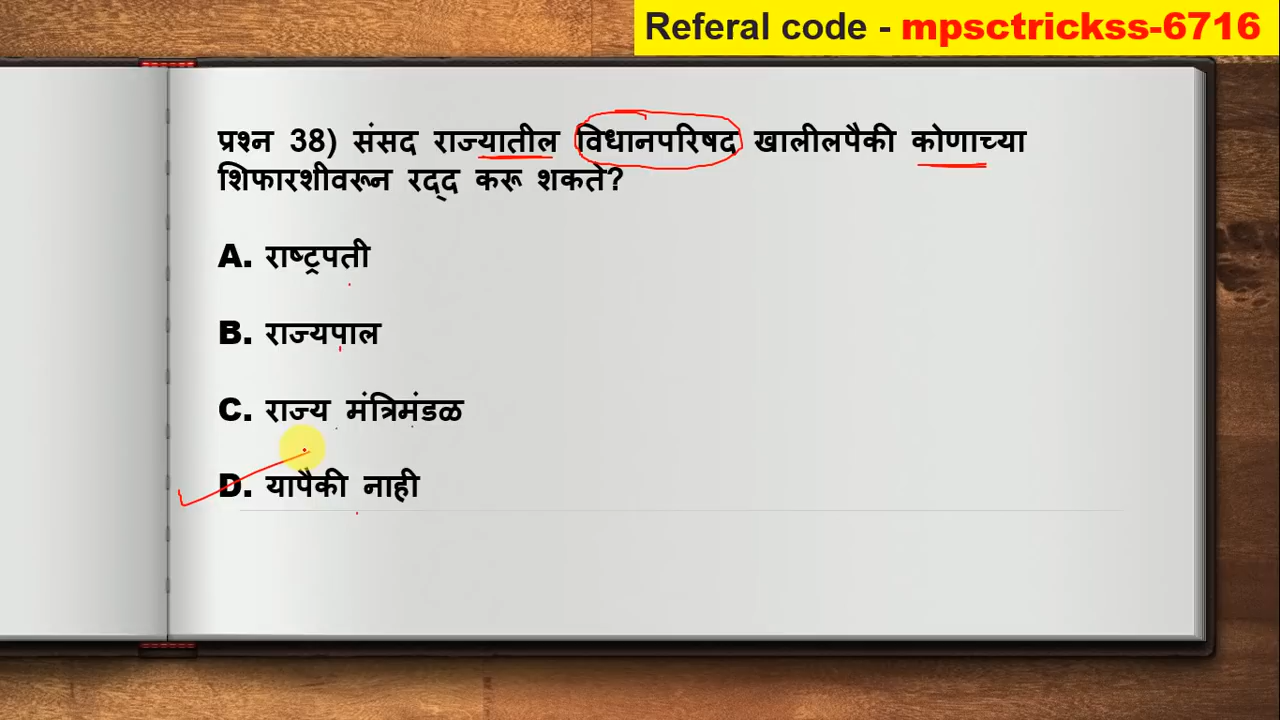 Referal code - mpsctrickss-6716
प्रश्न 38) संसद राज्यातील विधानपरिषद खालीलपैकी कोणाच्या
शिफारशीवरून रद्द करू शकते?
A. राष्ट्रपती
B. राज्यपाल
C. राज्य मंत्रिमंडळ
D. यापैकी नाही